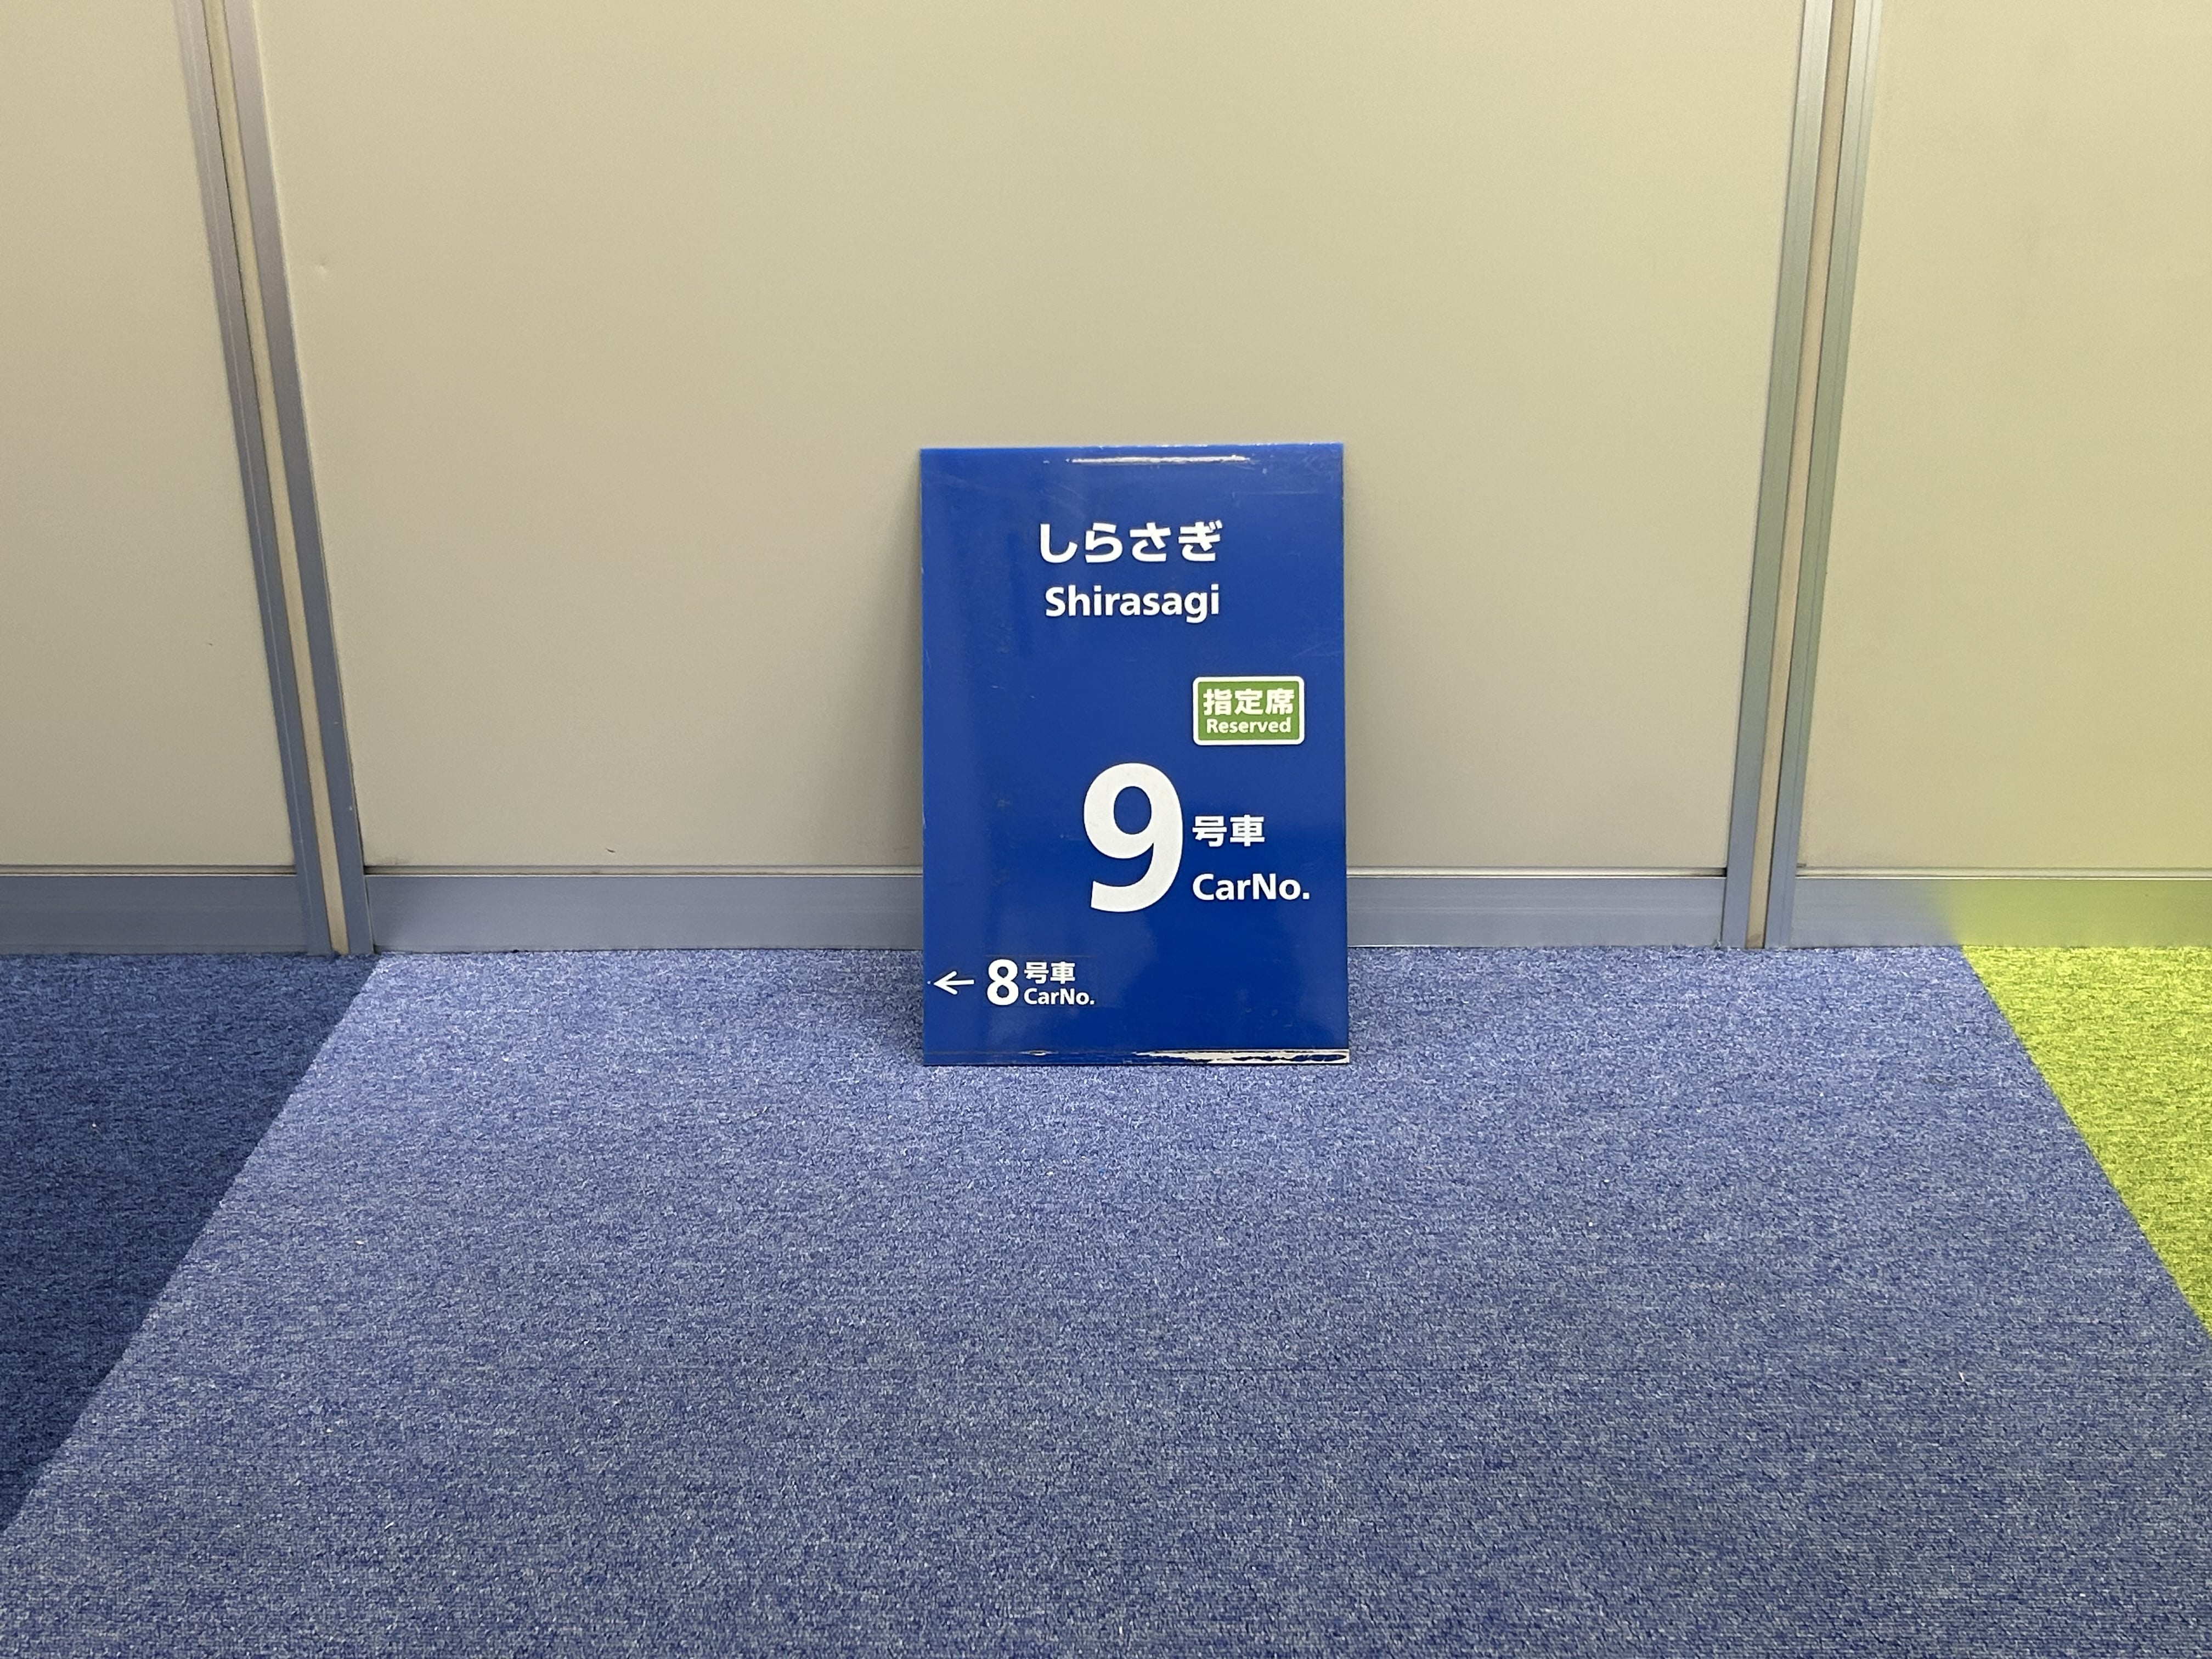 しらさぎ
Shirasagi
指定席
Reserved
9 号車
CarNo.
← 8 号車
CarNo.